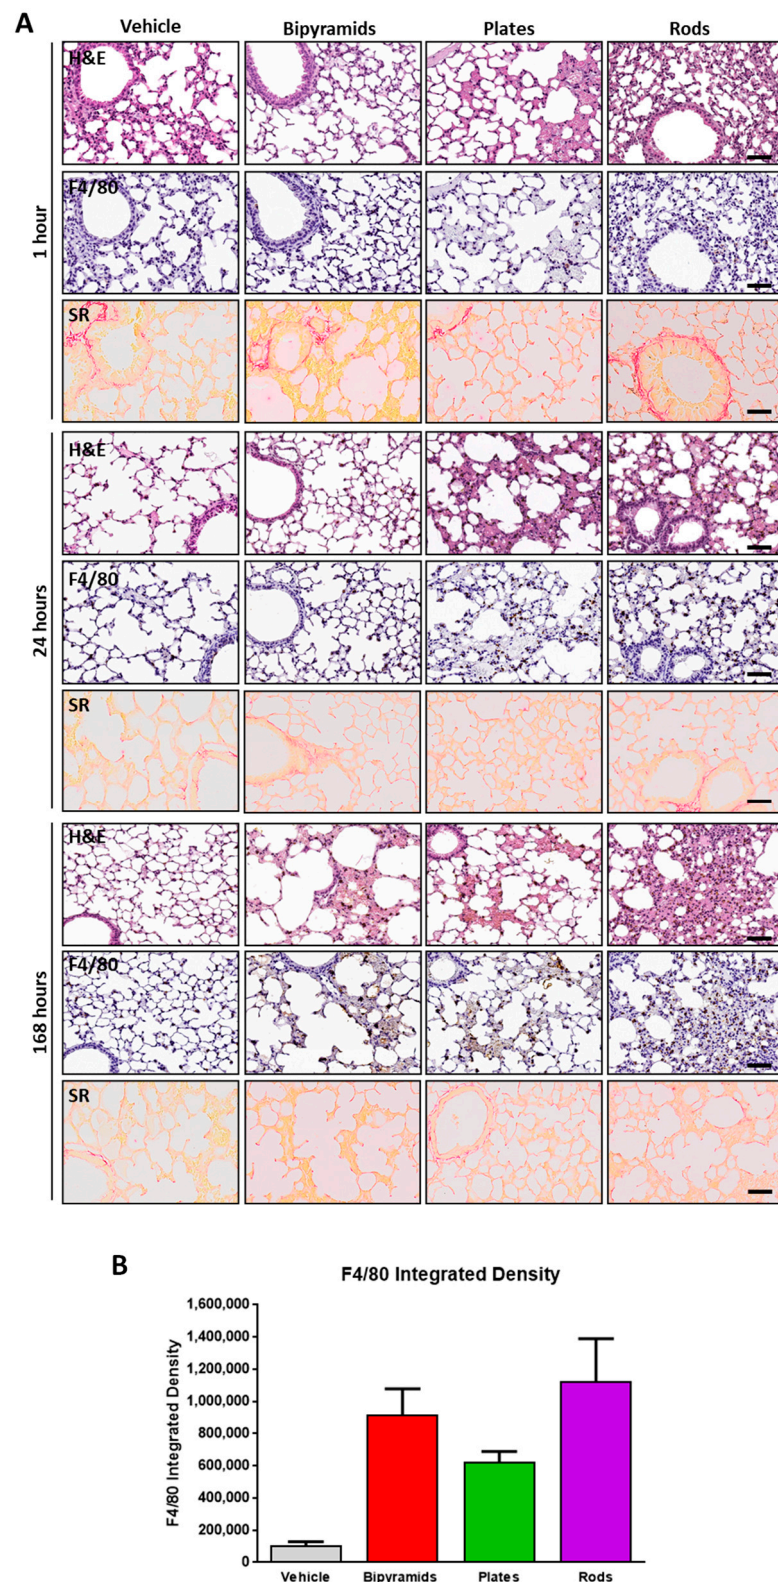 A
Vehicle Bipyramids Plates Rods
1 hour
H&E
F4/80
SR
24 hours
H&E
F4/80
SR
168 hours
H&E
F4/80
SR
B
F4/80 Integrated Density
F4/80 Integrated Density
1,600,000
1,400,000
1,200,000
1,000,000
800,000
600,000
400,000
200,000
0
Vehicle Bipyramids Plates Rods